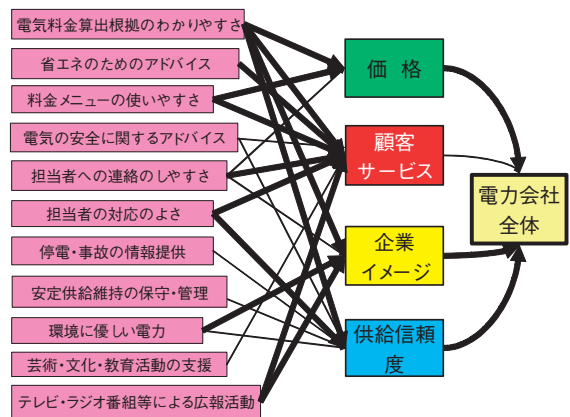 電気料金算出根拠のわかりやすさ
省エネのためのアドバイス
料金メニューの使いやすさ
電気の安全に関するアドバイス
担当者への連絡のしやすさ
担当者の対応のよさ
停電・事故の情報提供
安定供給維持の保守・管理
環境に優しい電力
芸術・文化・教育活動の支援
テレビ・ラジオ番組等による広報活動
価 格
顧客
サービス
企業
イメージ
供給信頼
度
電力会社
全体